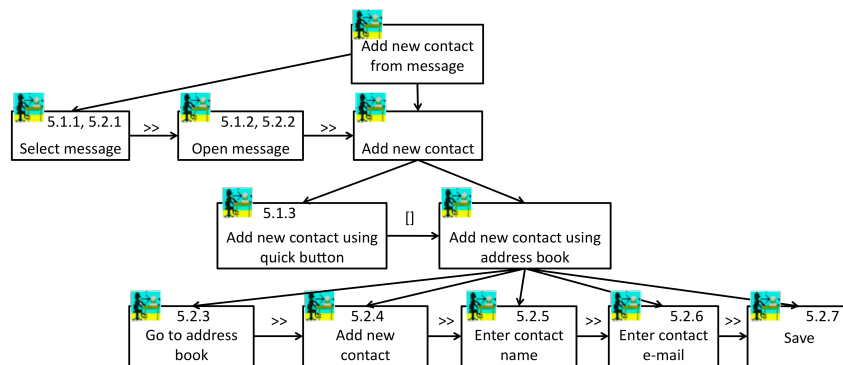 Add new contact
from message
5.1.1, 5.2.1
Select message
>>
5.1.2, 5.2.2
Open message
>>
Add new contact
5.1.3
Add new contact using
quick button
[]
Add new contact using
address book
5.2.3
Go to address
book
>>
5.2.4
Add new
contact
>>
5.2.5
Enter contact
name
>>
5.2.6
Enter contact
e-mail
>>
5.2.7
Save